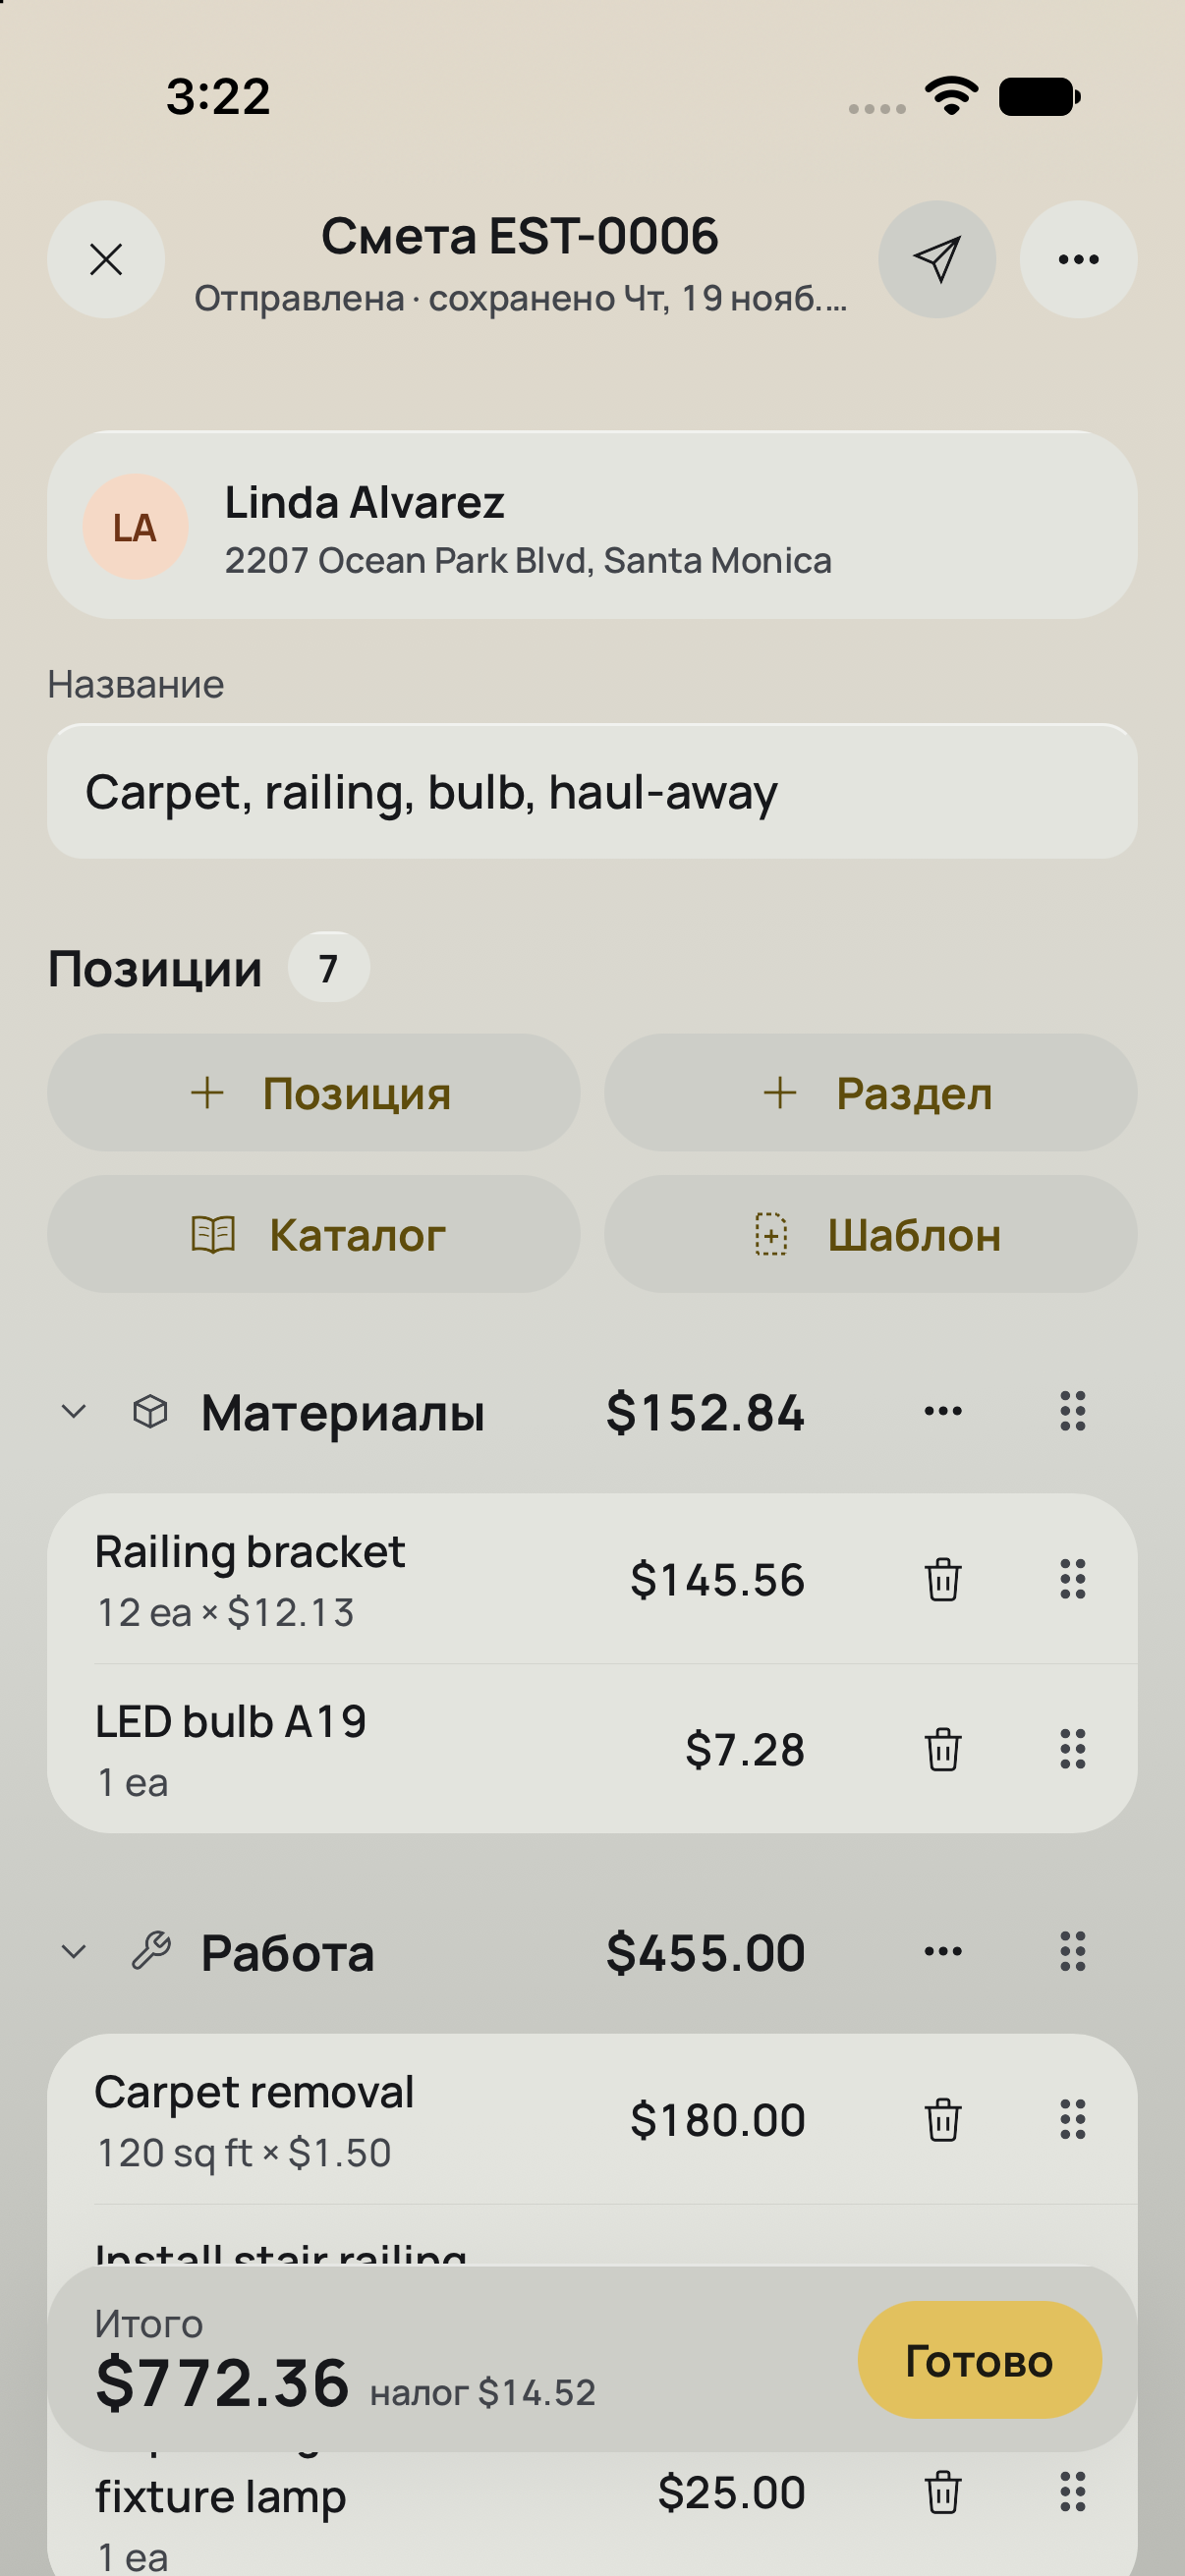 3:22
Смета EST-0006
Отправлена · сохранено Чт, 19 нояб.…
LA
Linda Alvarez
2207 Ocean Park Blvd, Santa Monica
Название
Carpet, railing, bulb, haul-away
Позиции 7
Позиция
Раздел
Каталог
Шаблон
Материалы $152.84
Railing bracket
12 ea × $12.13
$145.56
LED bulb A19
1 ea
$7.28
Работа $455.00
Carpet removal
120 sq ft × $1.50
$180.00
Install stair railing
Итого
$772.36 налог $14.52
Готово
fixture lamp
$25.00
1 ea